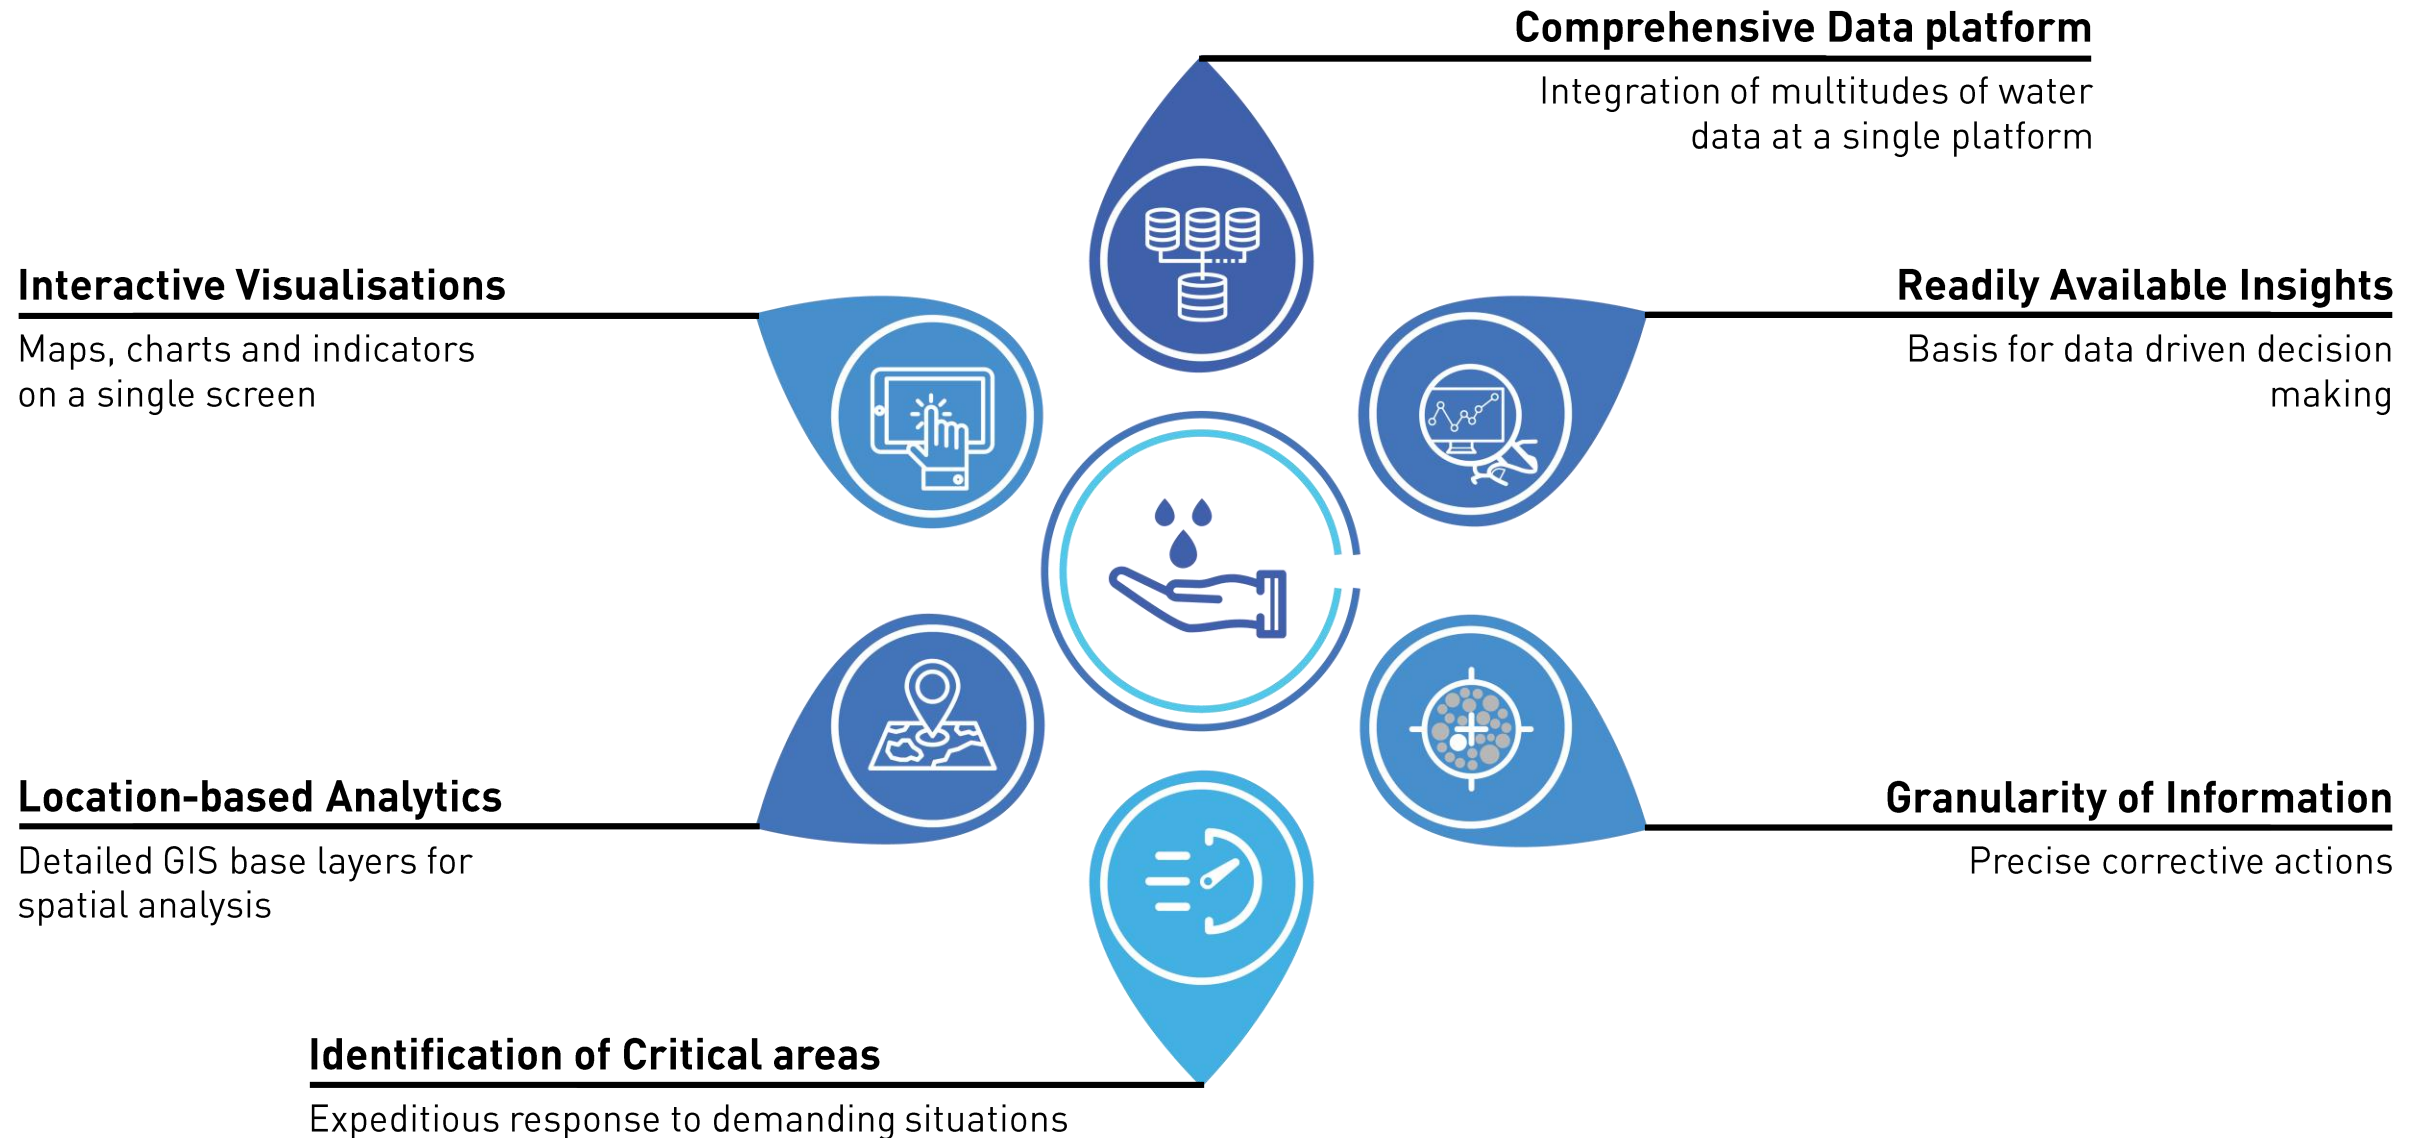 Comprehensive Data platform
Integration of multitudes of water
data at a single platform
Interactive Visualisations
Maps, charts and indicators
on a single screen
Readily Available Insights
Basis for data driven decision
making
Location-based Analytics
Detailed GIS base layers for
spatial analysis
Granularity of Information
Precise corrective actions
Identification of Critical areas
Expeditious response to demanding situations